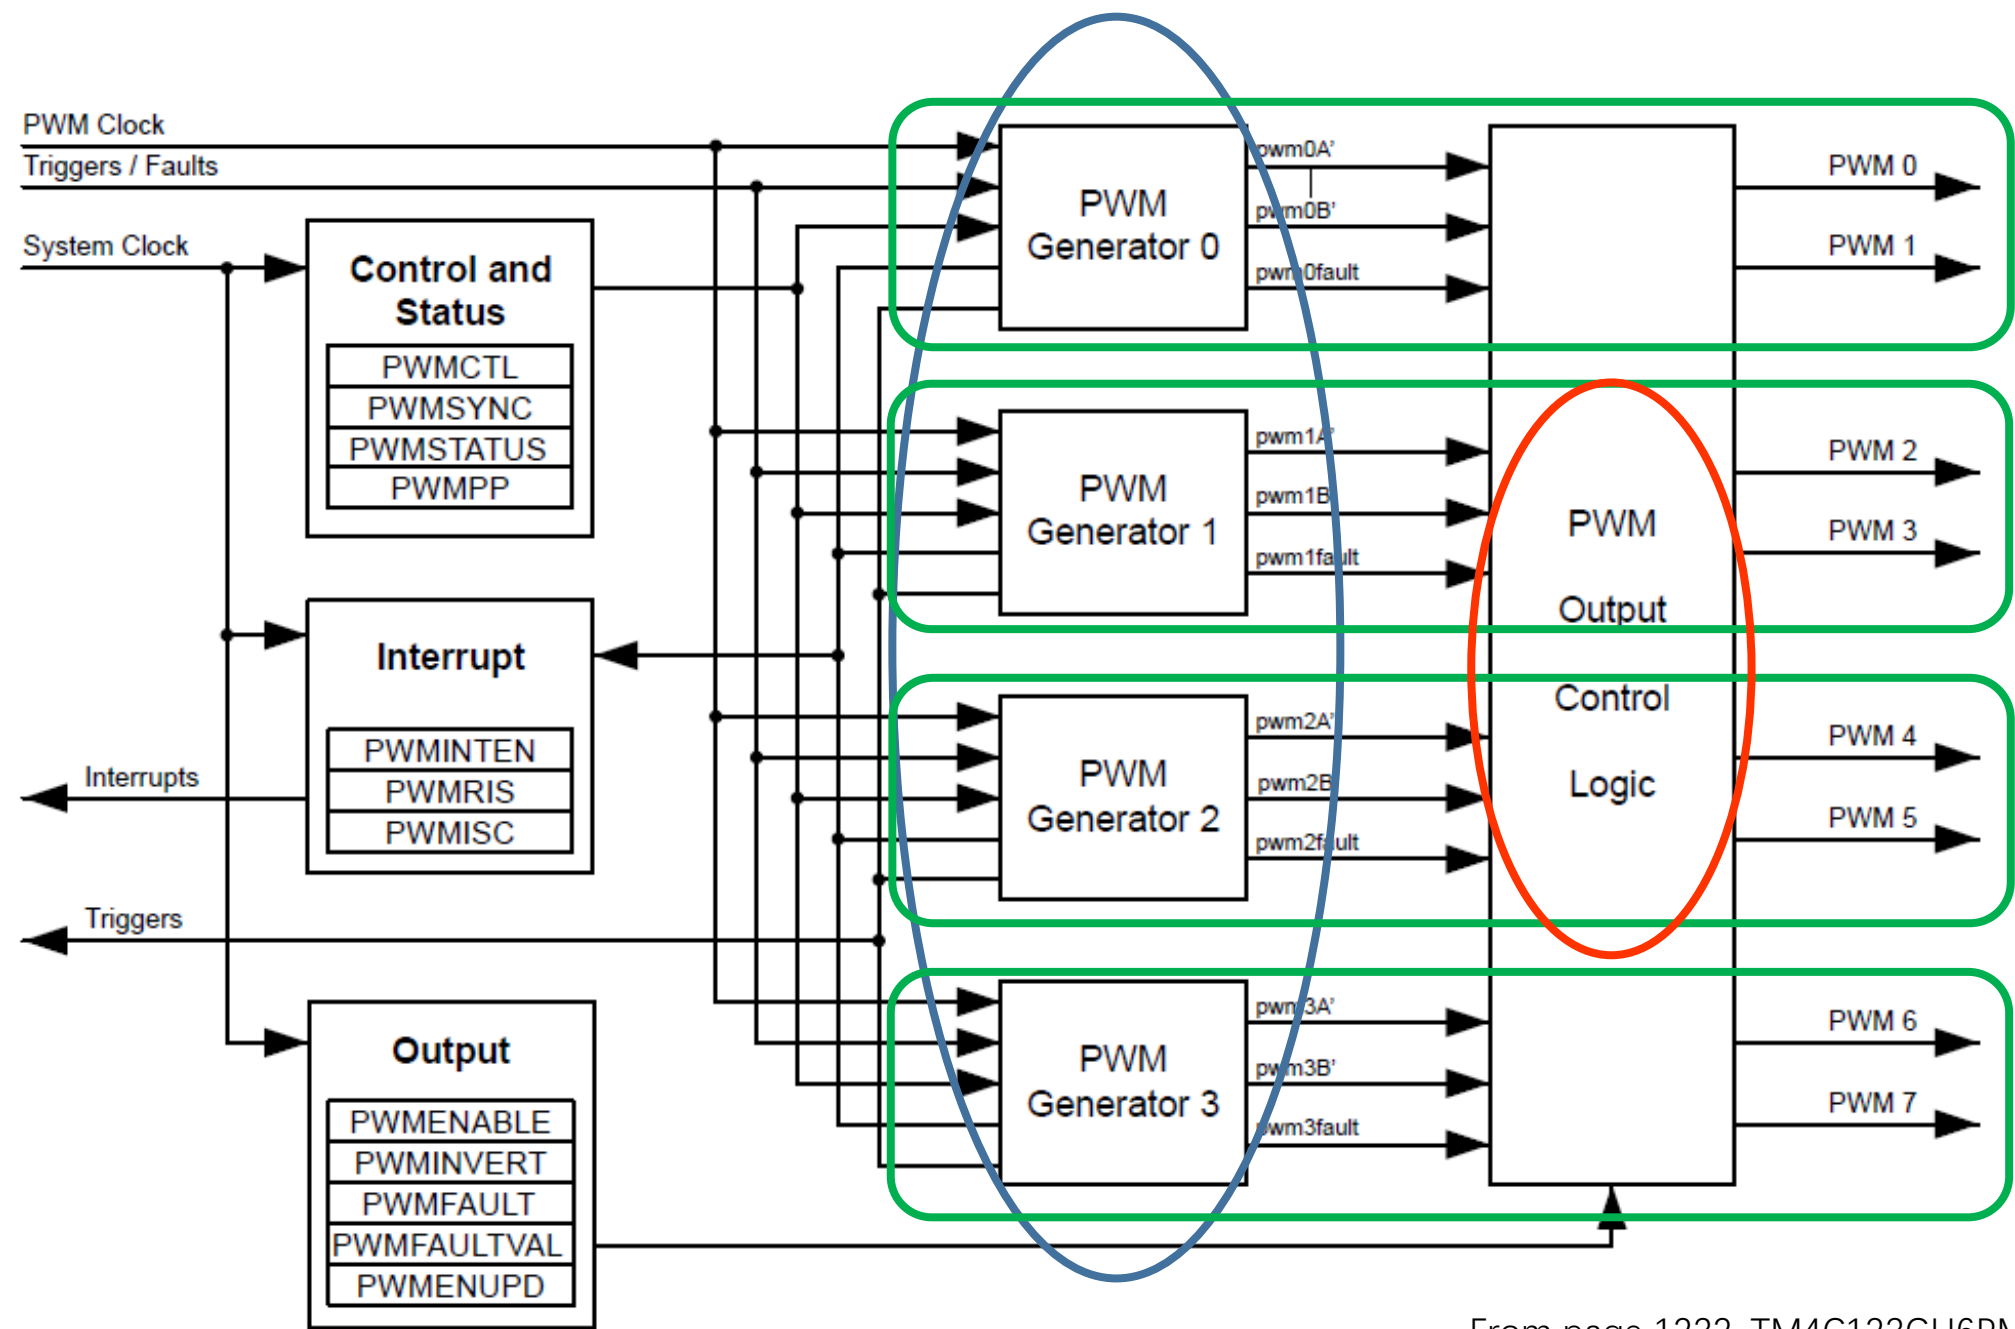 PWM Clock
Triggers / Faults
System Clock
Control and
Status
PWMCTL
PWMSYNC
PWMSTATUS
PWMPP
Interrupt
PWMINTEN
PWMRIS
PWMISC
Interrupts
Triggers
Output
PWMENABLE
PWMINVERT
PWMFAULT
PWMFAULTVAL
PWMENUPD
PWM
Generator 0
pwm0A'
pwm0B'
pwm0fault
PWM
Generator 1
pwm1A'
pwm1B
pwm1fault
PWM
Generator 2
pwm2A'
pwm2B
pwm2fault
PWM
Generator 3
pwm3A'
pwm3B'
pwm3fault
PWM
Output
Control
Logic
PWM 0
PWM 1
PWM 2
PWM 3
PWM 4
PWM 5
PWM 6
PWM 7
From page